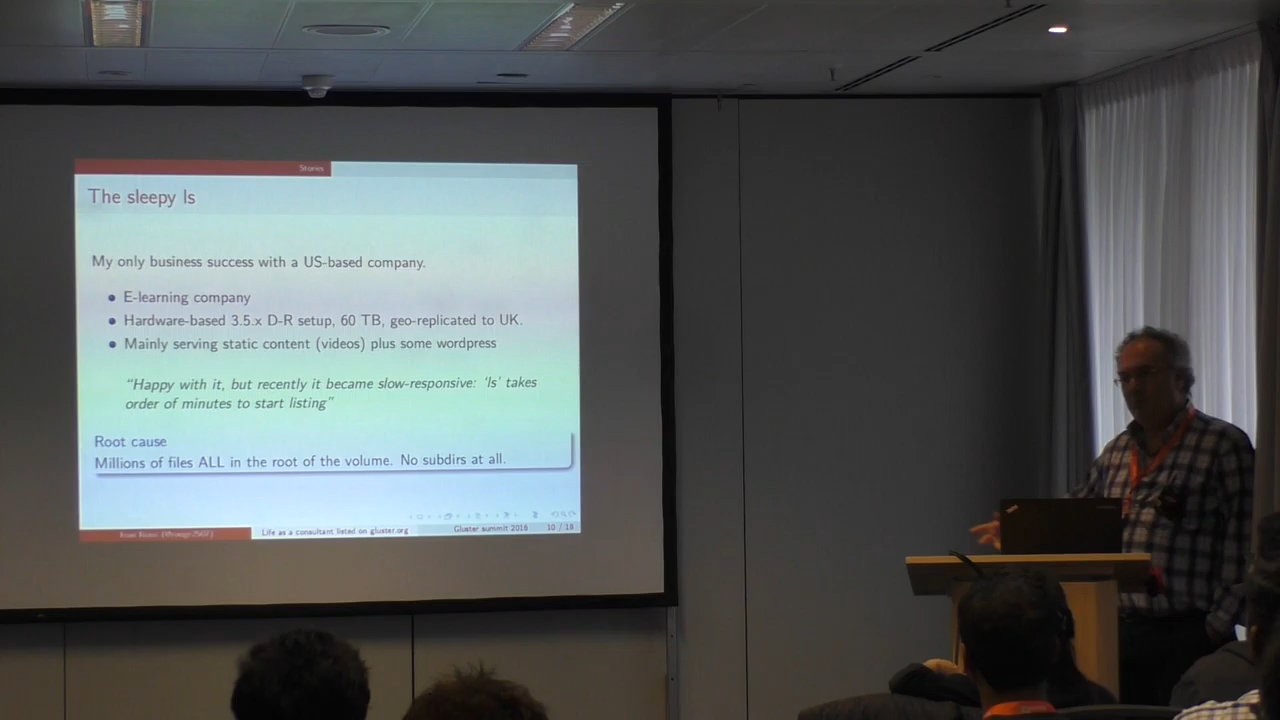 Stories
The sleepy ls
My only business success with a US-based company.
E-learning company
Hardware-based 3.5.x D-R setup, 60 TB, geo-replicated to UK.
Mainly serving static content (videos) plus some wordpress
“Happy with it, but recently it became slow-responsive: ‘ls’ takes
order of minutes to start listing”
Root cause
Millions of files ALL in the root of the volume. No subdirs at all.
Life as a consultant listed on gluster.org
Gluster summit 2016
10 / 18